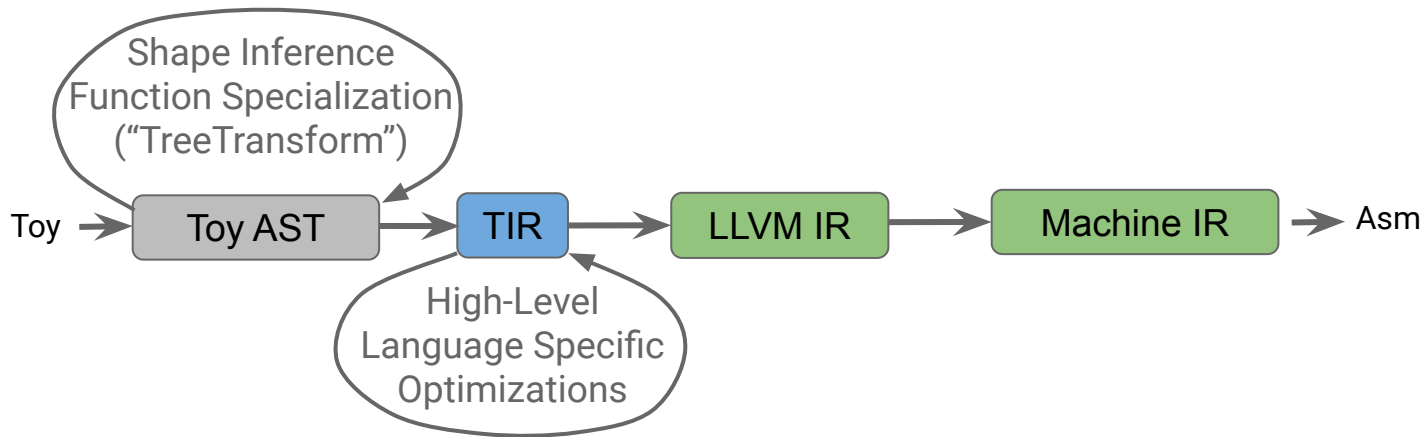 Shape Inference
Function Specialization
(“TreeTransform”)
Toy
Toy AST
TIR
LLVM IR
Machine IR
Asm
High-Level
Language Specific
Optimizations